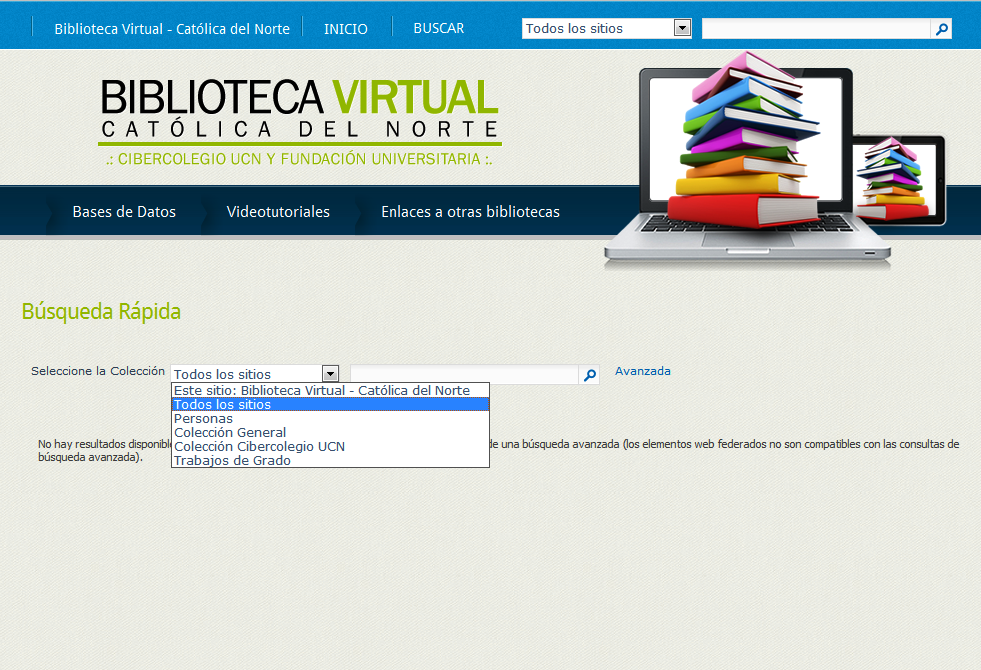 Biblioteca Virtual - Católica del Norte INICIO BUSCAR Todos los sitios
BIBLIOTECA VIRTUAL
CATÓLICA DEL NORTE
.: CIBERCOLEGIO UCN Y FUNDACIÓN UNIVERSITARIA :.
Bases de Datos Videotutoriales Enlaces a otras bibliotecas
Búsqueda Rápida
Seleccione la Colección Todos los sitios Avanzada
Este sitio: Biblioteca Virtual - Católica del Norte
Todos los sitios
Personas
Colección General
Colección Cibercolegio UCN
Trabajos de Grado
No hay resultados de una búsqueda avanzada (los elementos web federados no son compatibles con las consultas de
búsqueda avanzada).